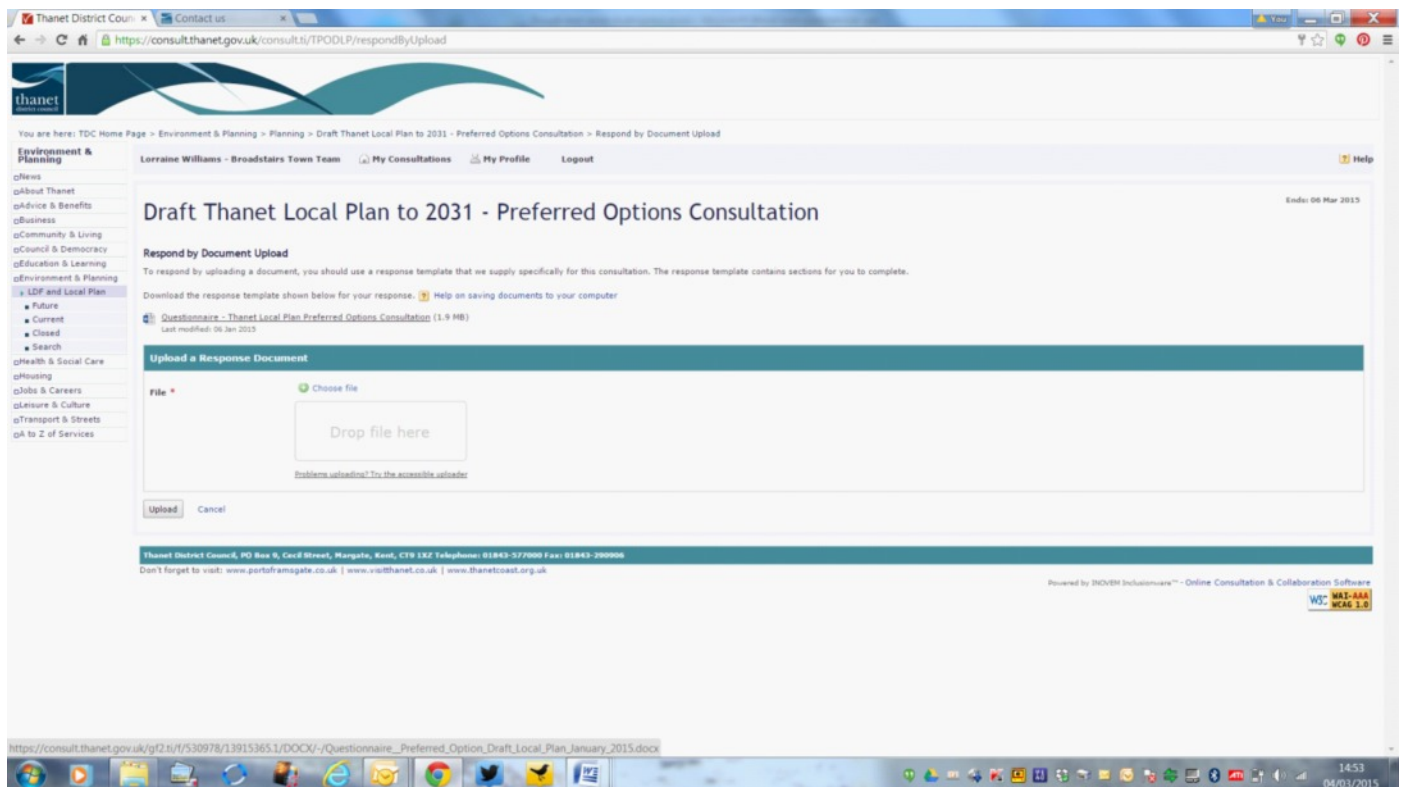 Thanet District Coun
Contact us
You
https://consult.thanet.gov.uk/consult.ti/TPODLP/respondByUpload
thanet
district council
You are here: TDC Home Page > Environment & Planning > Planning > Draft Thanet Local Plan to 2031 - Preferred Options Consultation > Respond by Document Upload
Environment & Planning
News
About Thanet
Advice & Benefits
Business
Community & Living
Council & Democracy
Education & Learning
Environment & Planning
LDF and Local Plan
Future
Current
Closed
Search
Health & Social Care
Housing
Jobs & Careers
Leisure & Culture
Transport & Streets
A to Z of Services
Lorraine Williams - Broadstairs Town Team My Consultations My Profile Logout
Help
Ends: 06 Mar 2015
Draft Thanet Local Plan to 2031 - Preferred Options Consultation
Respond by Document Upload
To respond by uploading a document, you should use a response template that we supply specifically for this consultation. The response template contains sections for you to complete.
Download the response template shown below for your response. ? Help on saving documents to your computer
Questionnaire - Thanet Local Plan Preferred Options Consultation (1.9 MB)
Last modified: 06 Jan 2015
Upload a Response Document
File *
Choose file
Drop file here
Problems uploading? Try the accessible uploader
Upload Cancel
Thanet District Council, PO Box 9, Cecil Street, Margate, Kent, CT9 1XZ Telephone: 01843-577000 Fax: 01843-290906
Don't forget to visit: www.portoframsgate.co.uk | www.visitthanet.co.uk | www.thanetcoast.org.uk
Powered by INOVEM Inclusionware™ - Online Consultation & Collaboration Software
W3C WAI-AAA
WCAG 1.0
https://consult.thanet.gov.uk/gf2.ti/f/530978/13915365.1/DOCX/-/Questionnaire__Preferred_Option_Draft_Local_Plan_January_2015.docx
14:53
04/03/2015